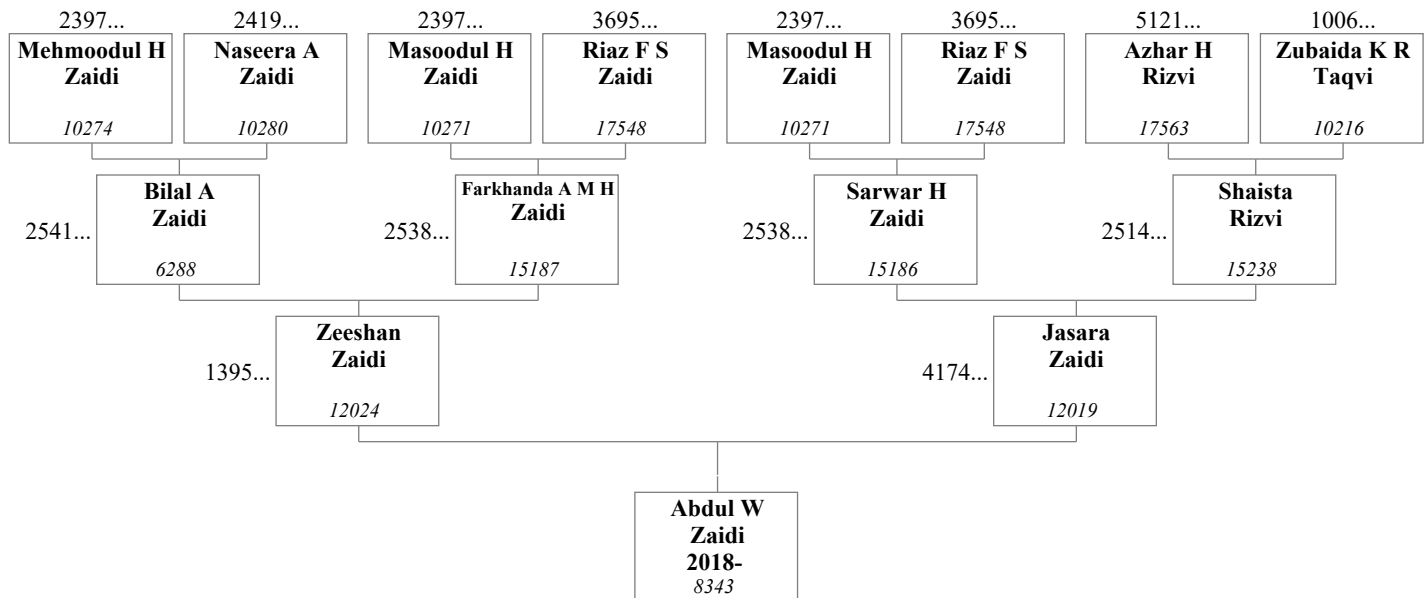 2397... 2419... 2397... 3695... 2397... 3695... 5121... 1006...
Mehmoodul H
Zaidi
10274
Naseera A
Zaidi
10280
Masoodul H
Zaidi
10271
Riaz F S
Zaidi
17548
Masoodul H
Zaidi
10271
Riaz F S
Zaidi
17548
Azhar H
Rizvi
17563
Zubaida K R
Taqvi
10216
2541...
Bilal A
Zaidi
6288
2538...
Farkhanda A M H
Zaidi
15187
2538...
Sarwar H
Zaidi
15186
2514...
Shaista
Rizvi
15238
1395...
Zeeshan
Zaidi
12024
4174...
Jasara
Zaidi
12019
Abdul W
Zaidi
2018-
8343